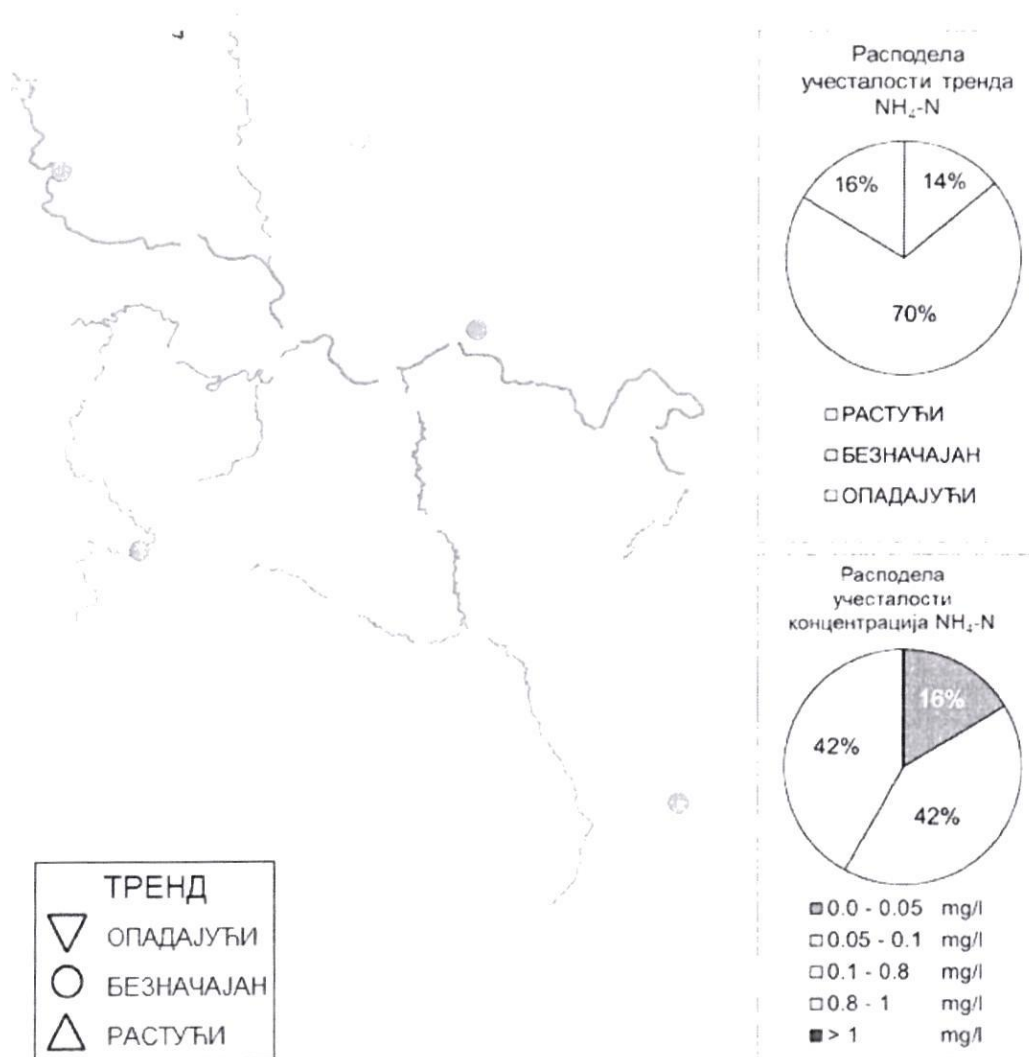 Расподела
учесталости тренда
NH₄-N
16%
14%
70%
РАСТУЋИ
БЕЗНАЧАЈАН
ОПАДАЈУЋИ
Расподела
учесталости
концентрација NH₄-N
16%
42%
42%
0.0 - 0.05 mg/l
0.05 - 0.1 mg/l
0.1 - 0.8 mg/l
0.8 - 1 mg/l
> 1 mg/l
ТРЕНД
ОПАДАЈУЋИ
БЕЗНАЧАЈАН
РАСТУЋИ